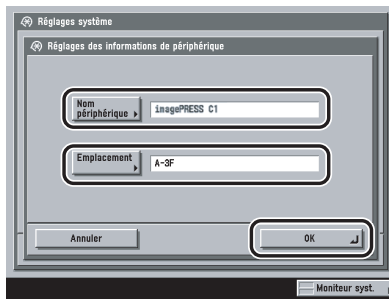 Réglages système
Réglages des informations de périphérique
Nom
périphérique
imagePRESS C1
Emplacement
A-3F
Annuler
OK
Moniteur syst.